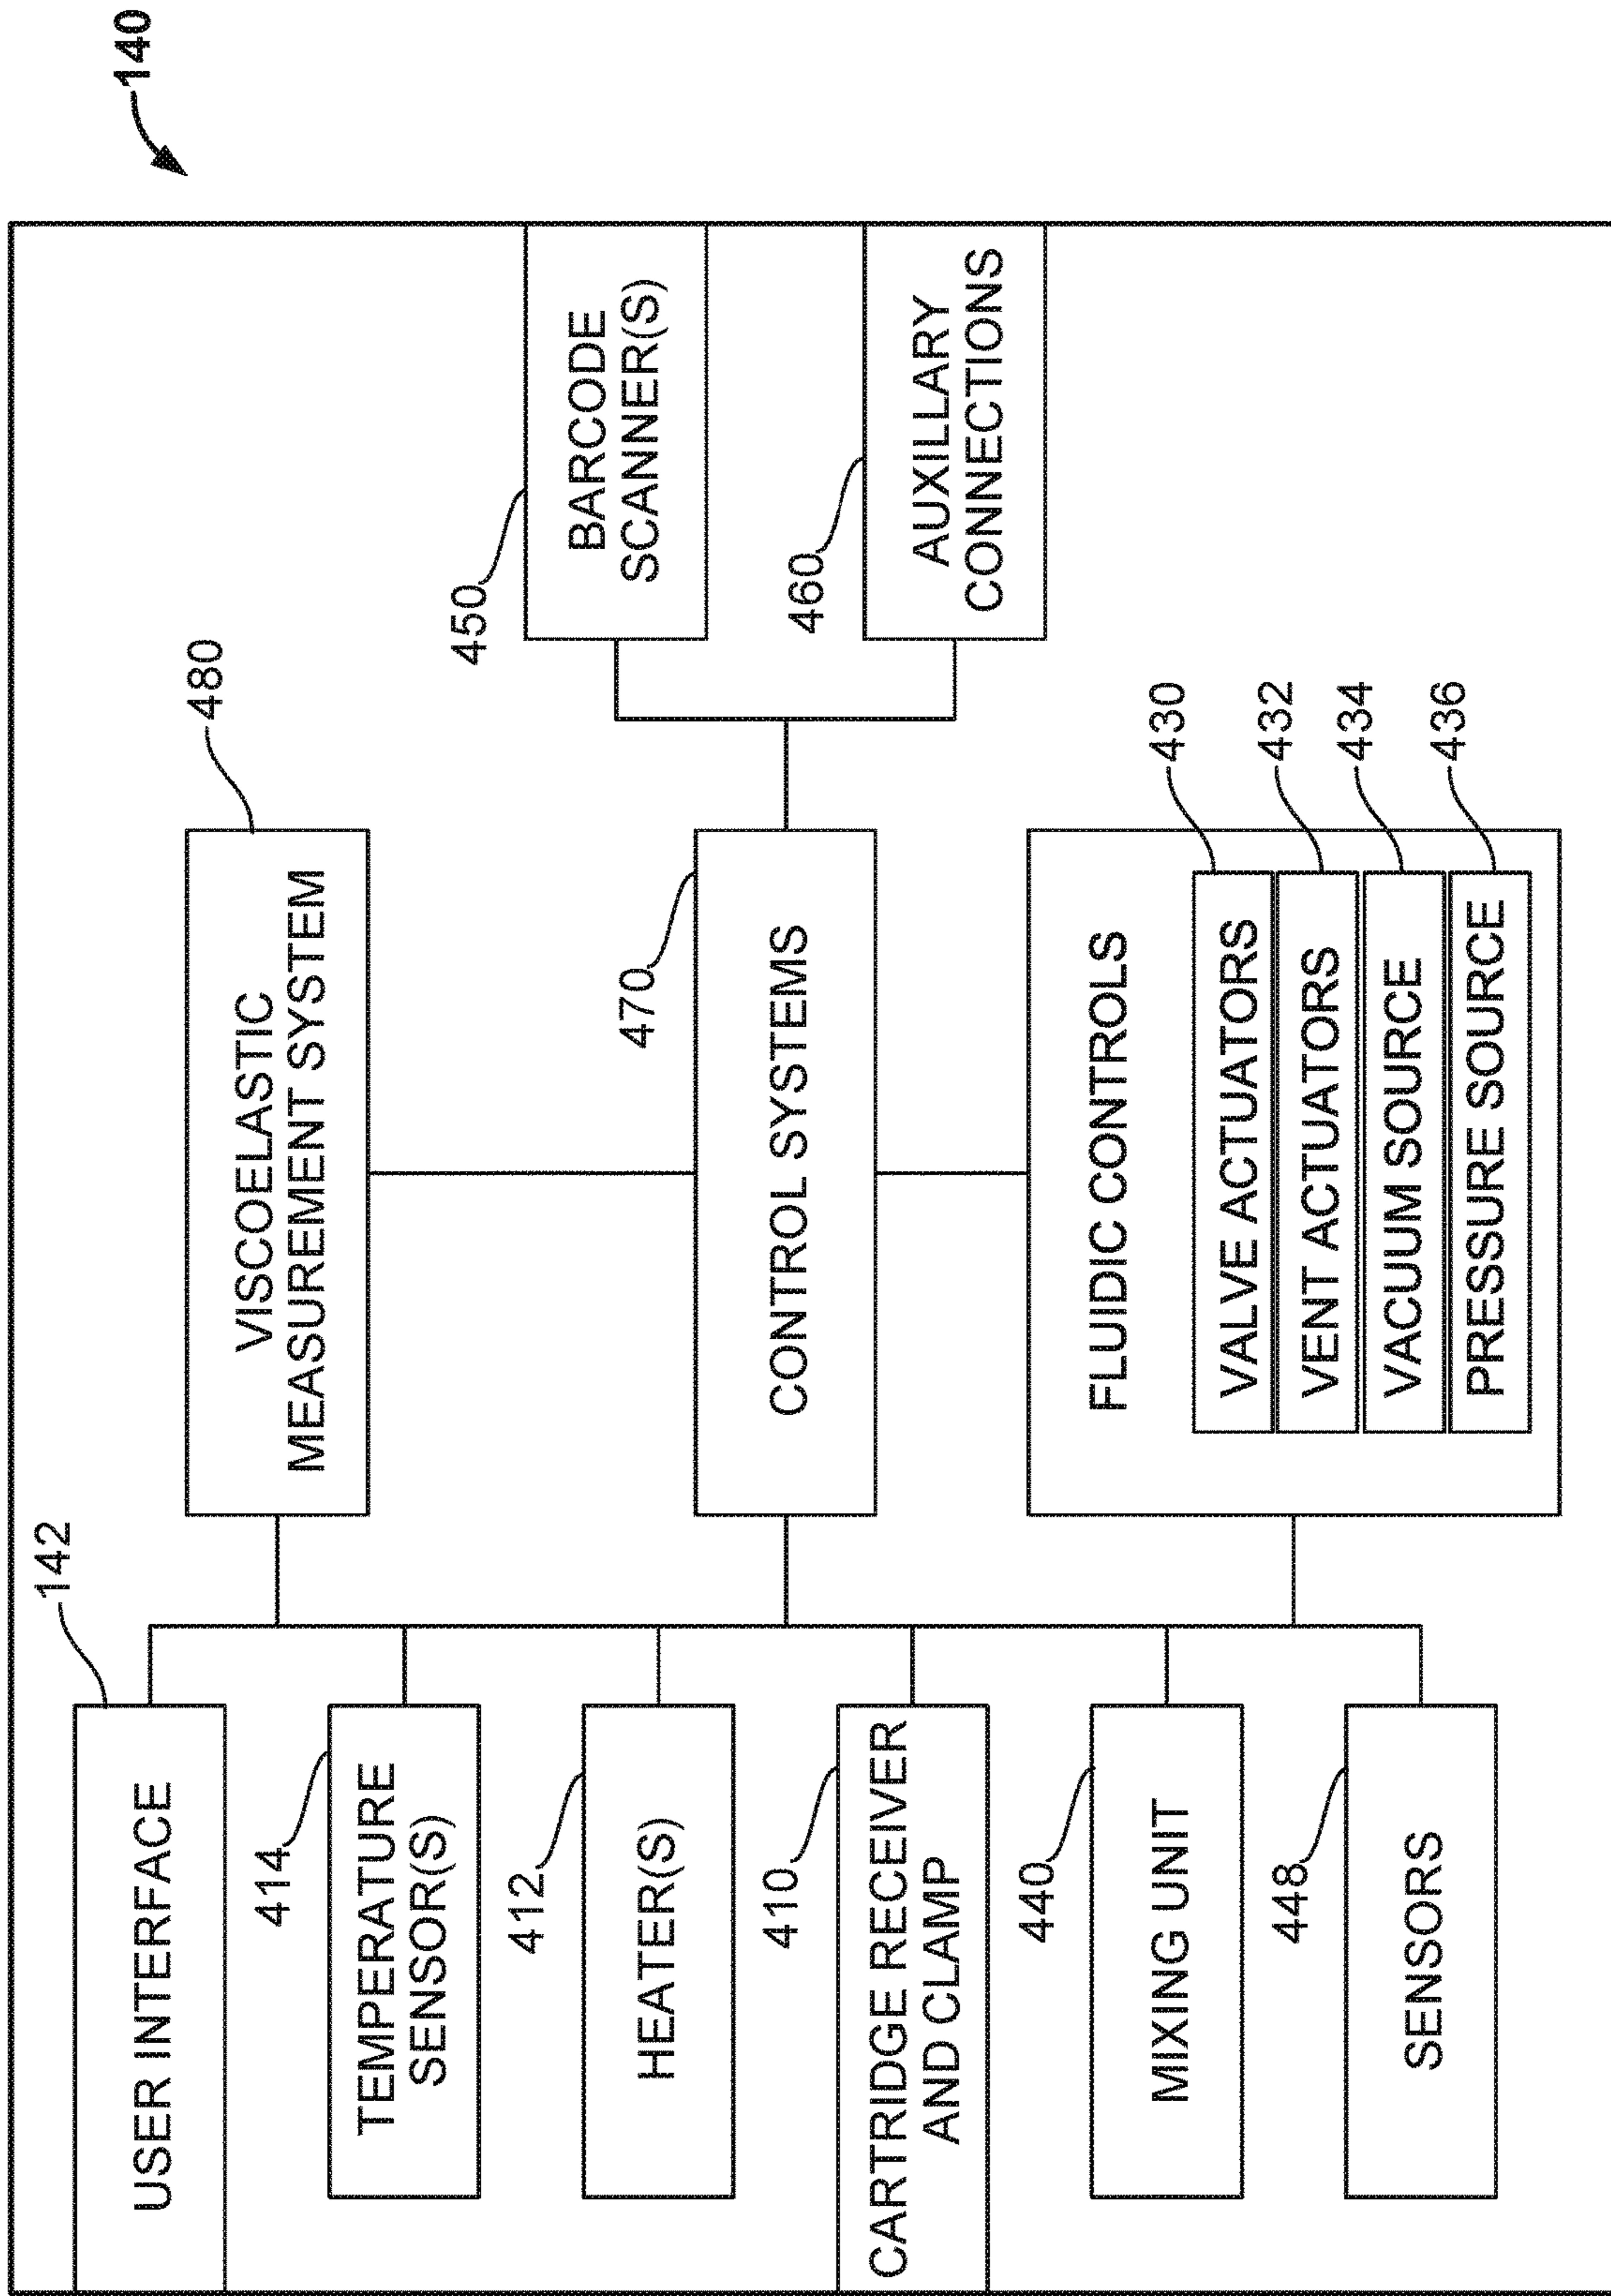 140
142
USER INTERFACE
414
TEMPERATURE
SENSOR(S)
412
HEATER(S)
410
CARTRIDGE RECEIVER
AND CLAMP
440
MIXING UNIT
448
SENSORS
480
VISCOELASTIC
MEASUREMENT SYSTEM
470
CONTROL SYSTEMS
FLUIDIC CONTROLS
VALVE ACTUATORS
430
VENT ACTUATORS
432
VACUUM SOURCE
434
PRESSURE SOURCE
436
450
BARCODE
SCANNER(S)
460
AUXILLARY
CONNECTIONS